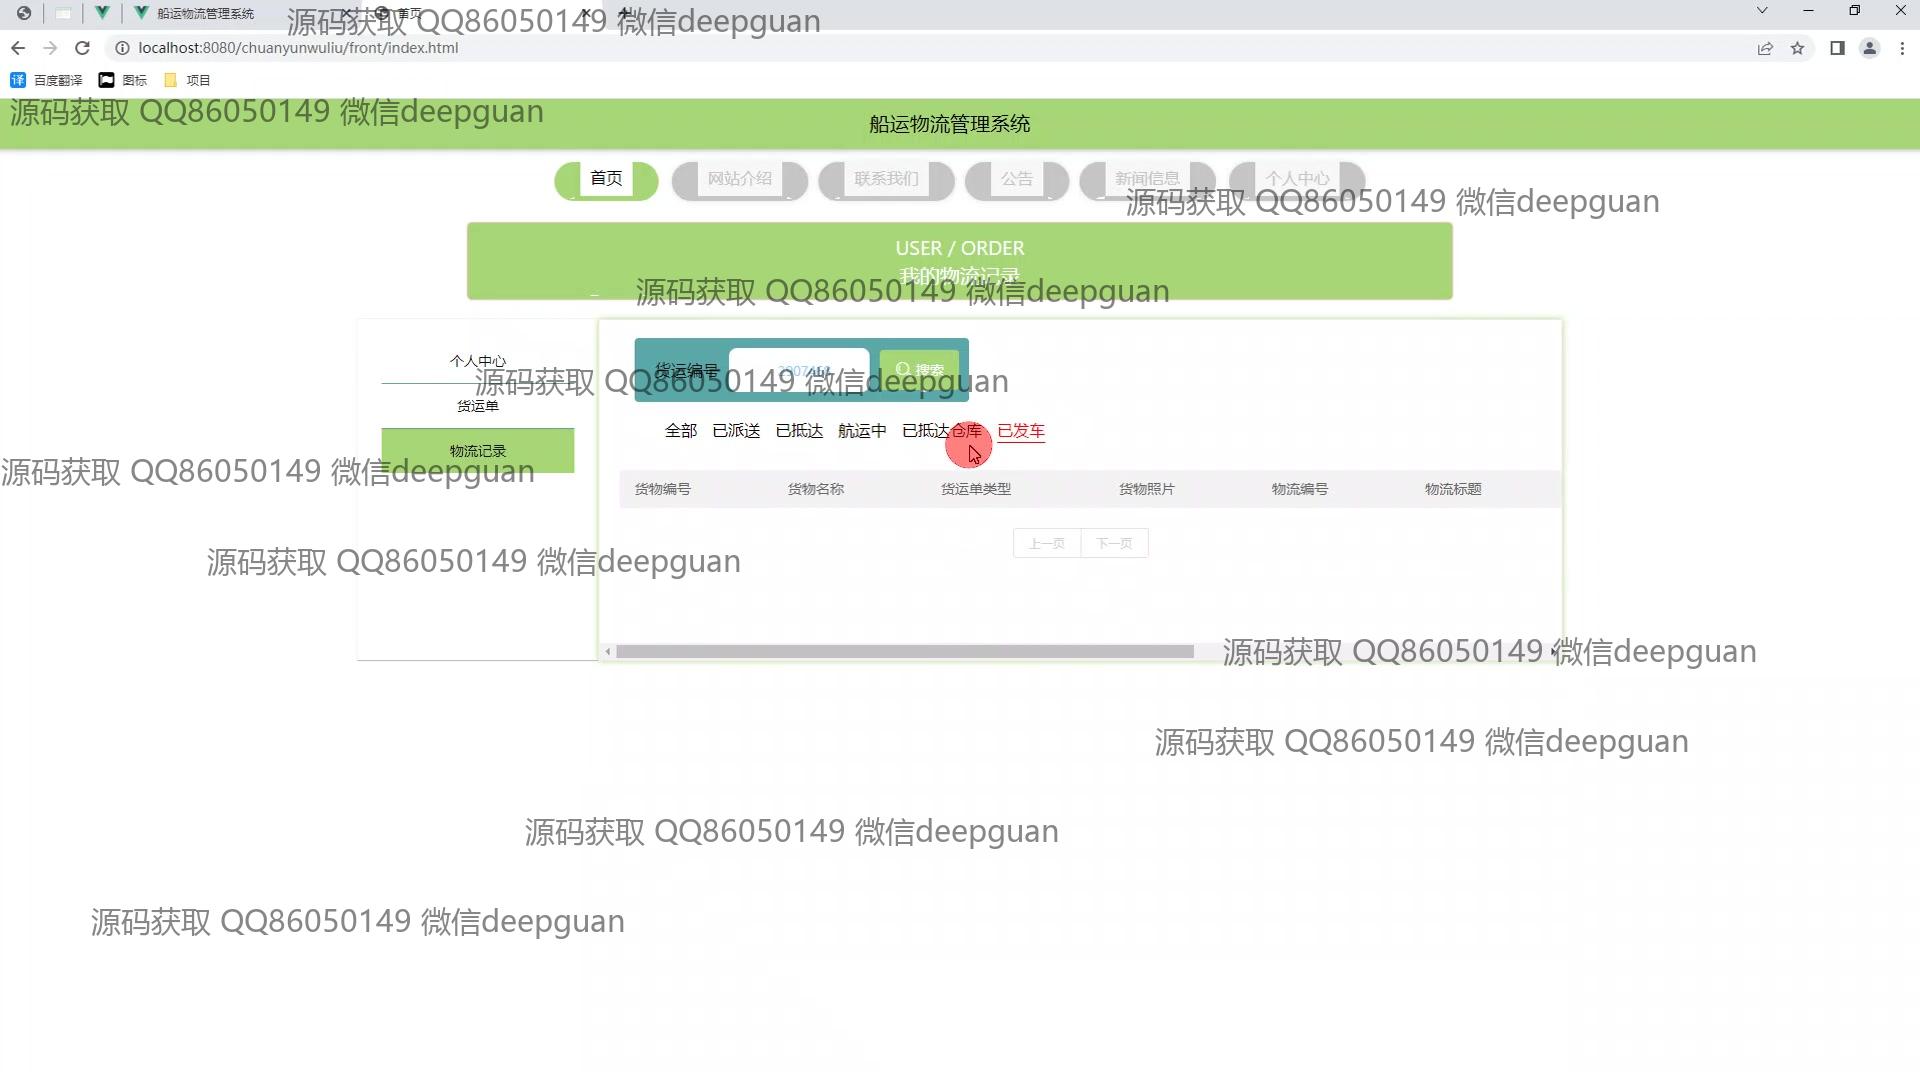 船运物流管理系统
首页
源码获取 QQ86050149 微信deepguan
localhost:8080/chuanyunwuliu/front/index.html
百度翻译 图标 项目
源码获取 QQ86050149 微信deepguan
船运物流管理系统
首页 网站介绍 联系我们 公告 新闻信息 个人中心
源码获取 QQ86050149 微信deepguan
USER / ORDER
我的物流记录
源码获取 QQ86050149 微信deepguan
个人中心
货运编号
搜索
源码获取 QQ86050149 微信deepguan
货运单
全部 已派送 已抵达 航运中 已抵达仓库 已发车
物流记录
源码获取 QQ86050149 微信deepguan
货物编号 货物名称 货运单类型 货物照片 物流编号 物流标题
上一页 下一页
源码获取 QQ86050149 微信deepguan
源码获取 QQ86050149 微信deepguan
源码获取 QQ86050149 微信deepguan
源码获取 QQ86050149 微信deepguan
源码获取 QQ86050149 微信deepguan